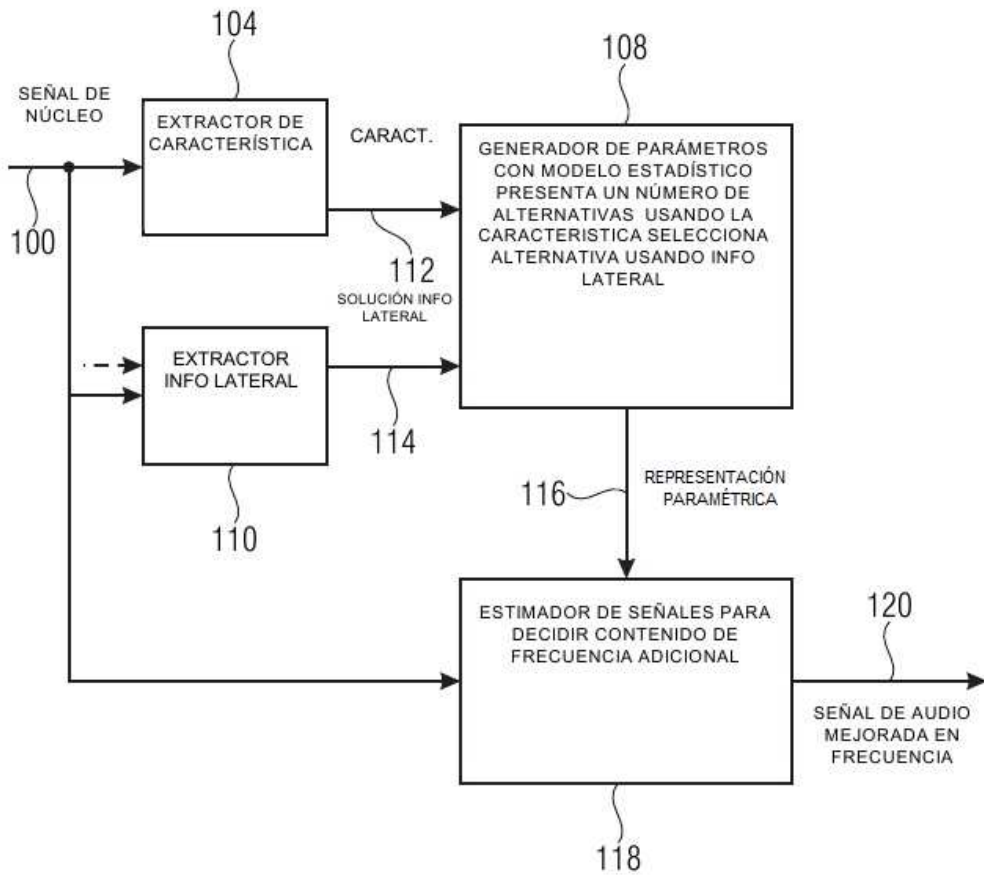 104
108
SEÑAL DE
NÚCLEO
EXTRACTOR DE
CARACTERÍSTICA
CARACT.
GENERADOR DE PARÁMETROS
CON MODELO ESTADÍSTICO
PRESENTA UN NÚMERO DE
ALTERNATIVAS USANDO LA
CARACTERISTICA SELECCIONA
ALTERNATIVA USANDO INFO
LATERAL
100
112
SOLUCIÓN INFO
LATERAL
EXTRACTOR
INFO LATERAL
114
110
116
REPRESENTACIÓN
PARAMÉTRICA
ESTIMADOR DE SEÑALES PARA
DECIDIR CONTENIDO DE
FRECUENCIA ADICIONAL
120
SEÑAL DE AUDIO
MEJORADA EN
FRECUENCIA
118